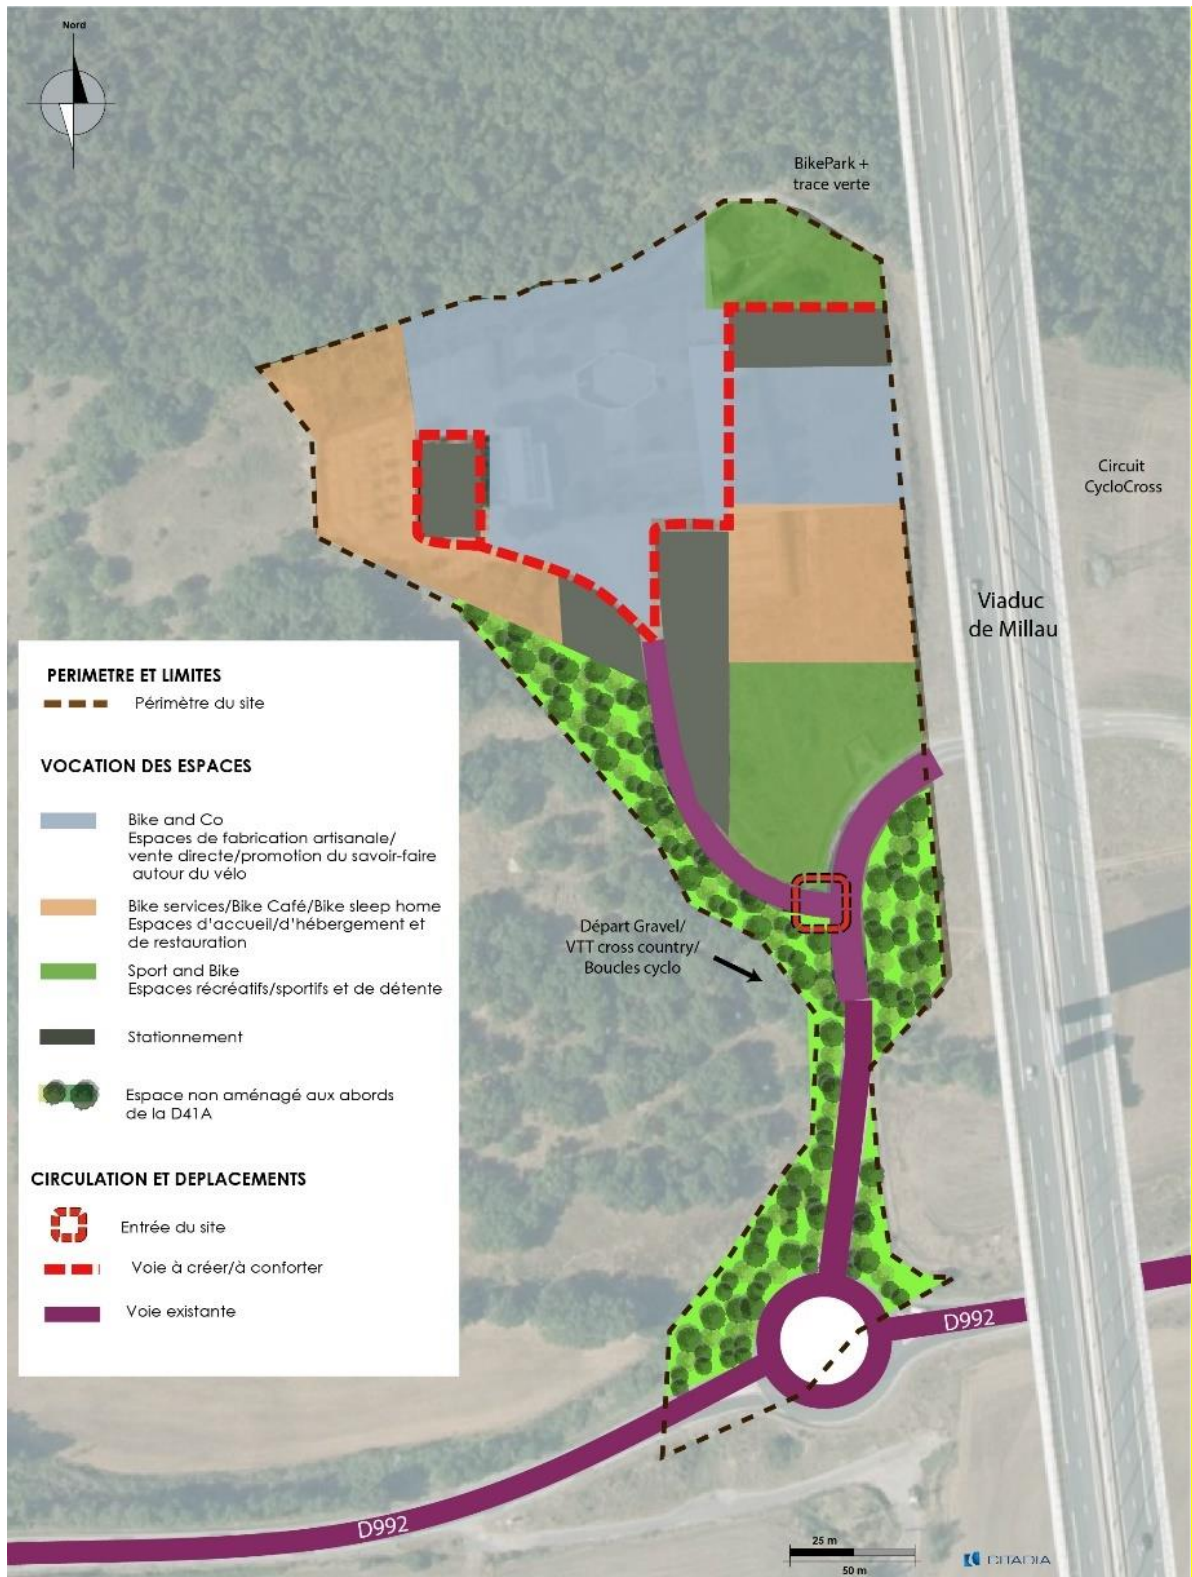 Nord
BikePark +
trace verte
Circuit
CycloCross
Viaduc
de Millau
PERIMETRE ET LIMITES
Périmètre du site
VOCATION DES ESPACES
Bike and Co
Espaces de fabrication artisanale/
vente directe/promotion du savoir-faire
autour du vélo
Bike services/Bike Café/Bike sleep home
Espaces d'accueil/d'hébergement et
de restauration
Sport and Bike
Espaces récréatifs/sportifs et de détente
Stationnement
Espace non aménagé aux abords
de la D41A
CIRCULATION ET DEPLACEMENTS
Entrée du site
Voie à créer/à conforter
Voie existante
Départ Gravel/
VTT cross country/
Boucles cyclo
D992
D992
25 m
50 m
CITADIA